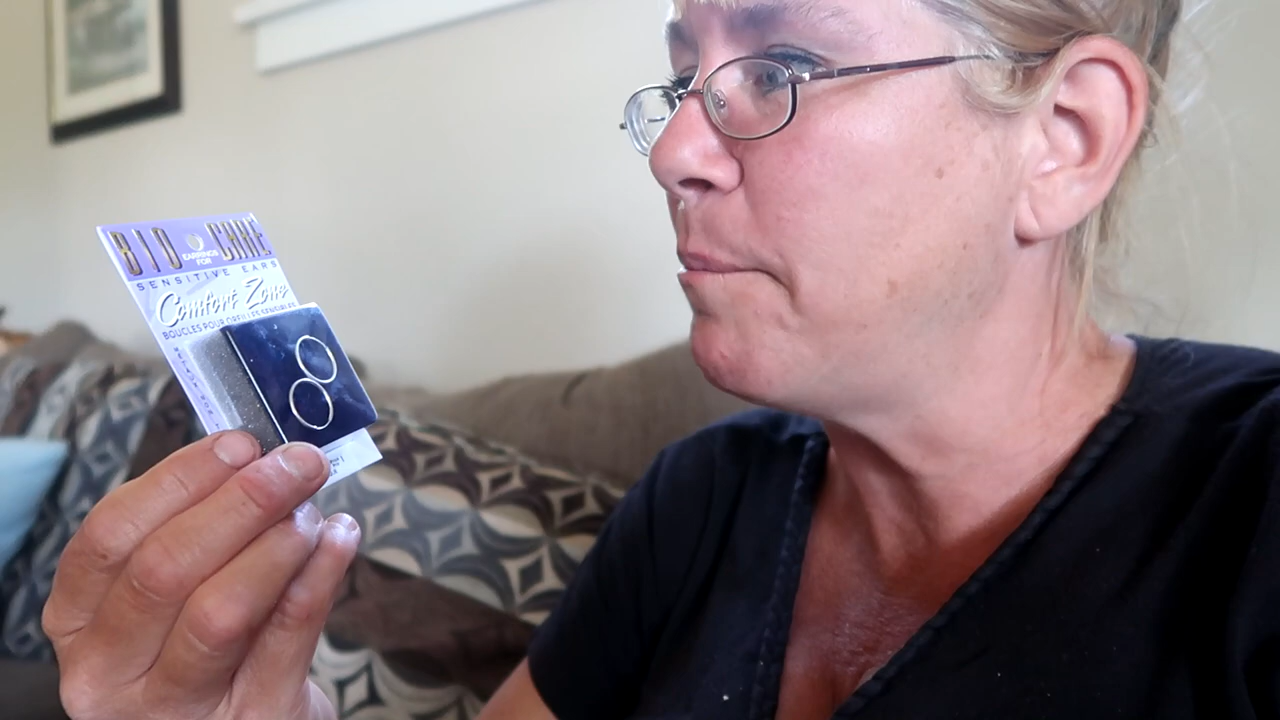 BIO CARE
EARRINGS
FOR
SENSITIVE EARS
Comfort Zone
BOUCLES POUR OREILLES SENSIBLES